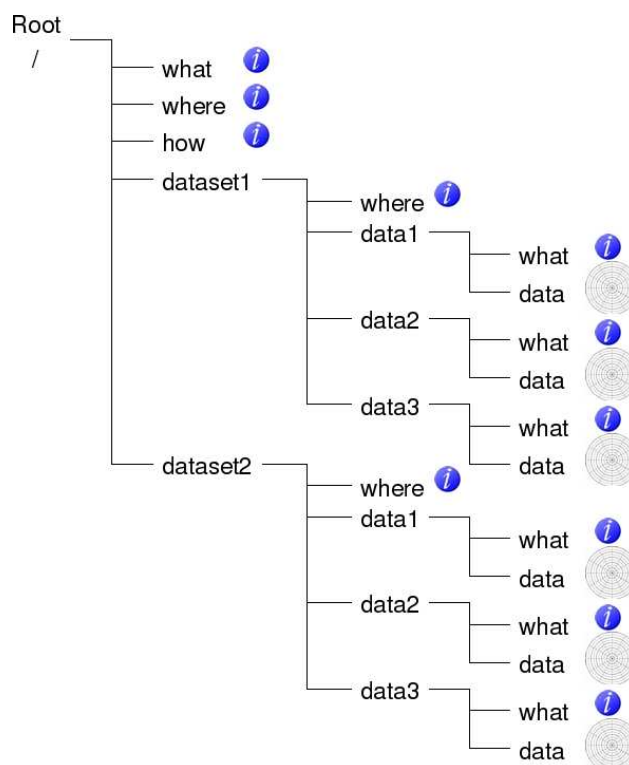 Root
/
what i
where i
how i
dataset1
where i
data1
what i
data
data2
what i
data
data3
what i
data
dataset2
where i
data1
what i
data
data2
what i
data
data3
what i
data